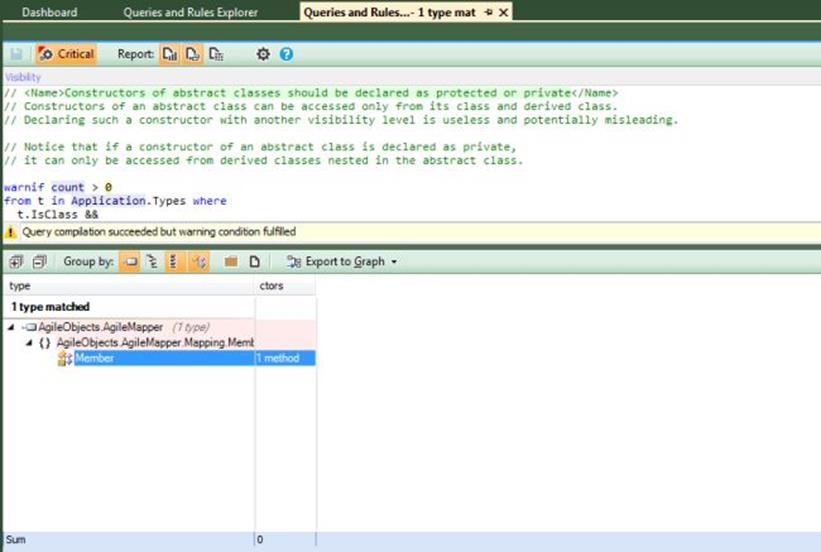 Dashboard Queries and Rules Explorer Queries and Rules...- 1 type mat
Critical Report:
Visibility
// <Name>Constructors of abstract classes should be declared as protected or private</Name>
// Constructors of an abstract class can be accessed only from its class and derived class.
// Declaring such a constructor with another visibility level is useless and potentially misleading.
// Notice that if a constructor of an abstract class is declared as private,
// it can only be accessed from derived classes nested in the abstract class.
warnif count > 0
from t in Application.Types where
t.IsClass &&
Query compilation succeeded but warning condition fulfilled
Group by: Export to Graph
type ctors
1 type matched
AgileObjects.AgileMapper (1 type)
{} AgileObjects.AgileMapper.Mapping.Memb
Member 1 method
Sum 0